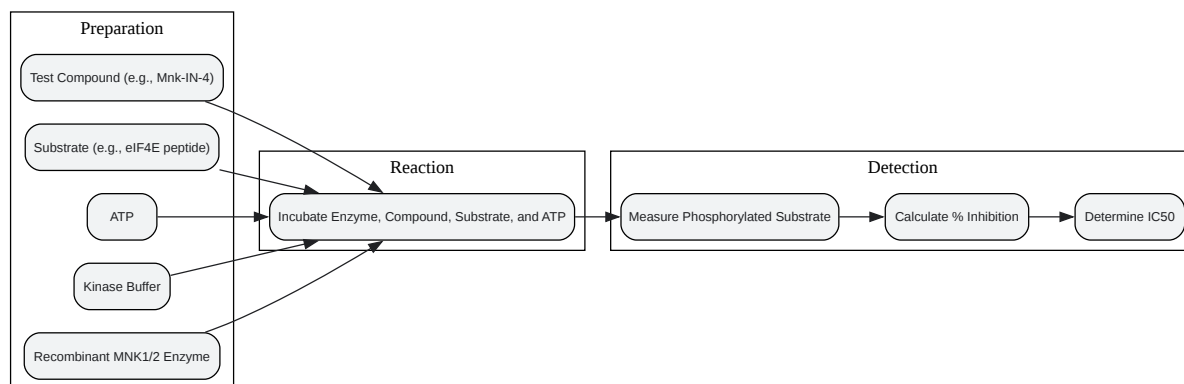 Preparation
Test Compound (e.g., Mnk-IN-4)
Substrate (e.g., eIF4E peptide)
ATP
Kinase Buffer
Recombinant MNK1/2 Enzyme
Reaction
Incubate Enzyme, Compound, Substrate, and ATP
Detection
Measure Phosphorylated Substrate
Calculate % Inhibition
Determine IC50